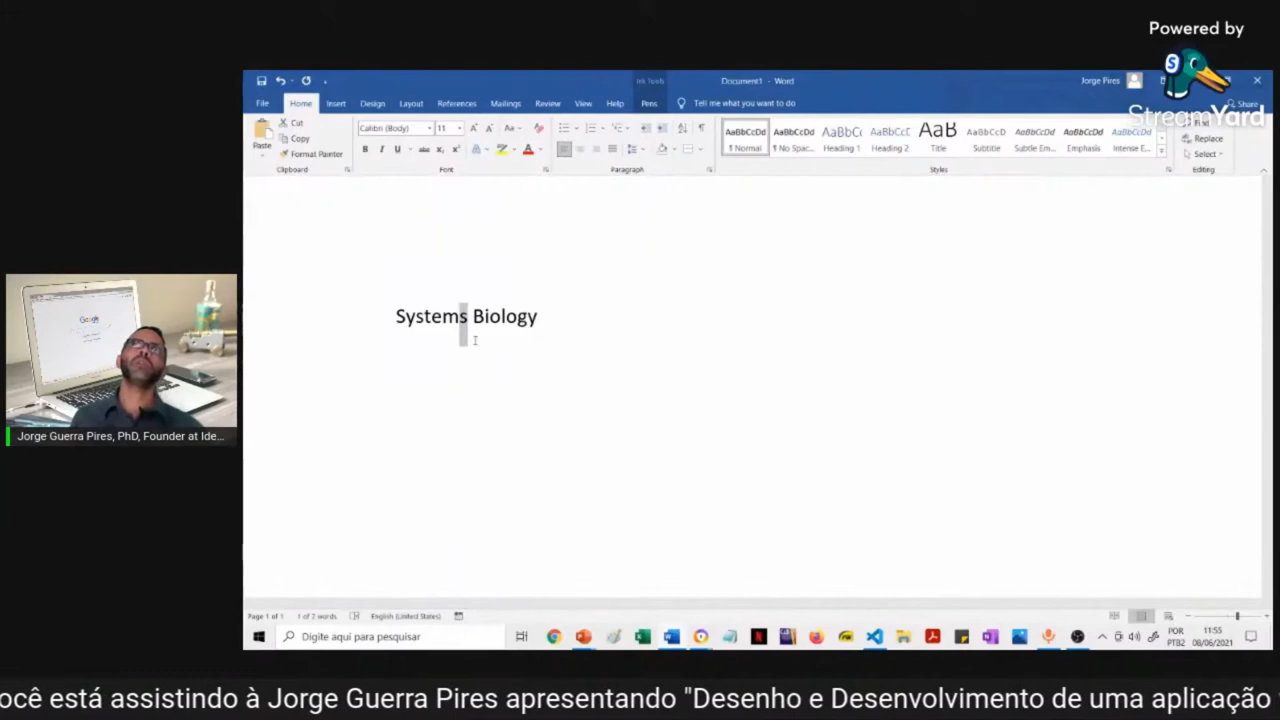 Powered by
StreamYard
Ink Tools
Document1 - Word
Jorge Pires
File Home Insert Design Layout References Mailings Review View Help Pens Tell me what you want to do Share
Paste
Cut
Copy
Format Painter
Calibri (Body) 11
AaBbCcDd AaBbCcDd AaBbCc AaBbCcC AaB AaBbCcD AaBbCcDd AaBbCcDd AaBbCcDd
¶ Normal ¶ No Spac... Heading 1 Heading 2 Title Subtitle Subtle Em... Emphasis Intense E...
Replace
Select
Clipboard Font Paragraph Styles Editing
Systems Biology
Google
Jorge Guerra Pires, PhD, Founder at Ide...
Page 1 of 1 1 of 2 words English (United States)
Digite aqui para pesquisar
POR
PTB2
11:55
08/06/2021
ocê está assistindo à Jorge Guerra Pires apresentando "Desenho e Desenvolvimento de uma aplicação